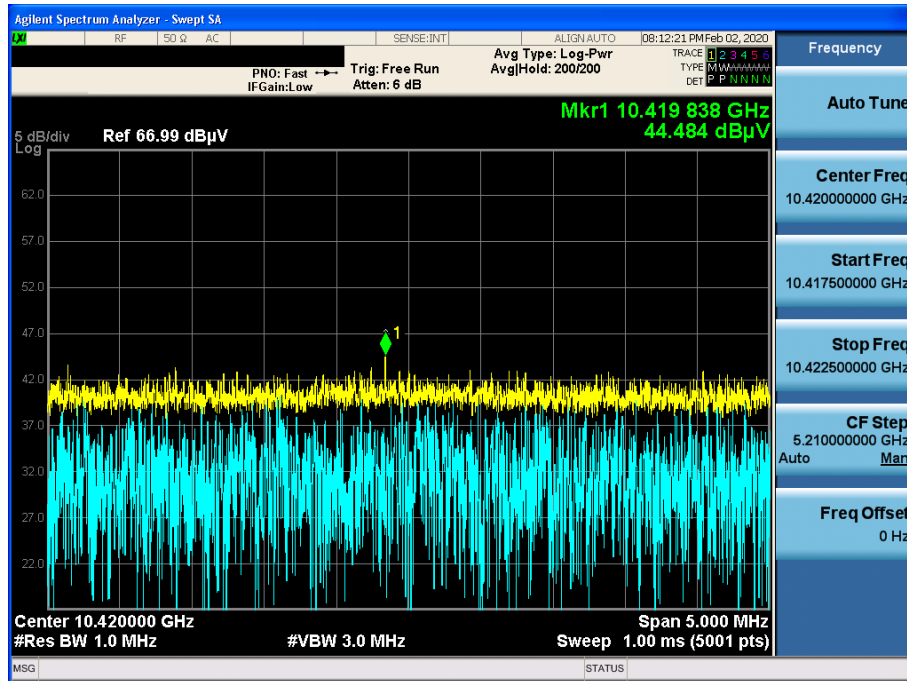 Agilent Spectrum Analyzer - Swept SA
LXI RF 50 Ω AC SENSE:INT ALIGN AUTO 08:12:21 PM Feb 02, 2020
PNO: Fast Trig: Free Run Avg Type: Log-Pwr TRACE 1 2 3 4 5 6
IFGain:Low Atten: 6 dB Avg|Hold: 200/200 TYPE M
DET P P N N N N
Frequency
Mkr1 10.419 838 GHz
44.484 dBµV
5 dB/div Ref 66.99 dBµV
Log
62.0
57.0
52.0
47.0
1
42.0
37.0
32.0
27.0
22.0
Center 10.420000 GHz Span 5.000 MHz
#Res BW 1.0 MHz #VBW 3.0 MHz Sweep 1.00 ms (5001 pts)
MSG STATUS
Auto Tune
Center Freq
10.420000000 GHz
Start Freq
10.417500000 GHz
Stop Freq
10.422500000 GHz
CF Step
5.210000000 GHz
Auto Man
Freq Offset
0 Hz